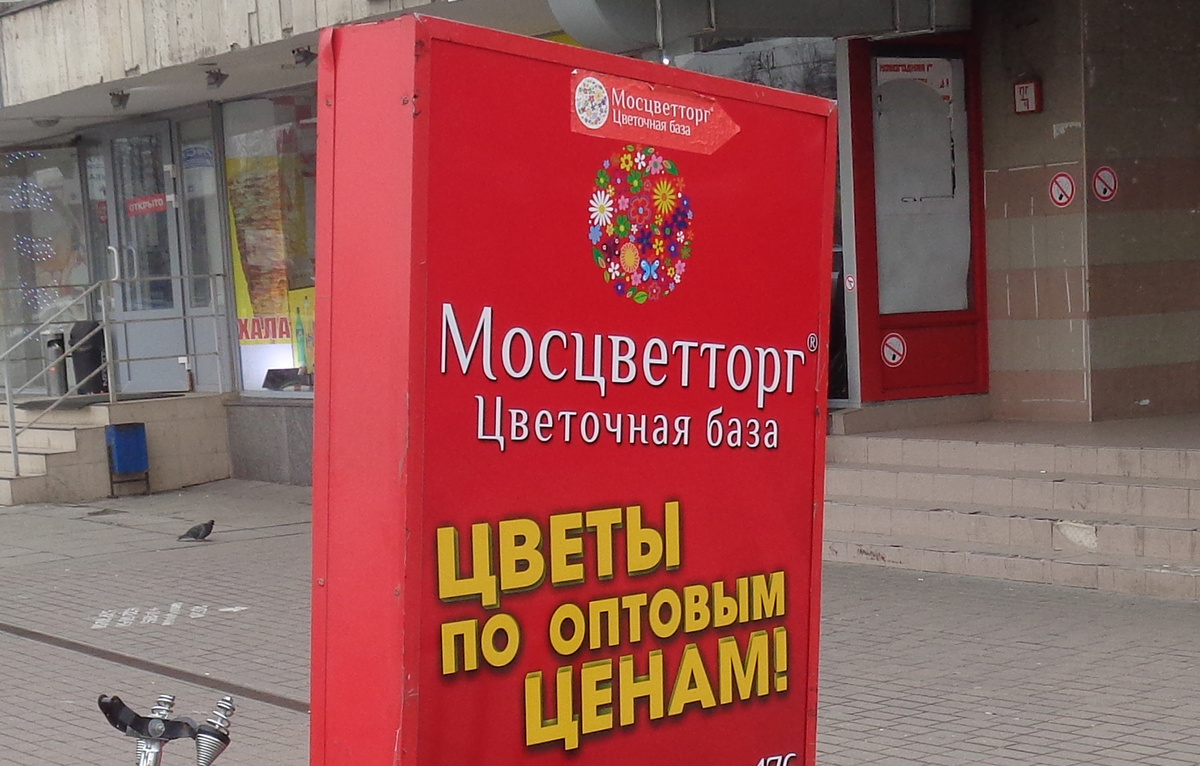 Мосцветторг
Цветочная база
Мосцветторг®
Цветочная база
ЦВЕТЫ
ПО ОПТОВЫМ
ЦЕНАМ!
ОТКРЫТО
ХАЛА